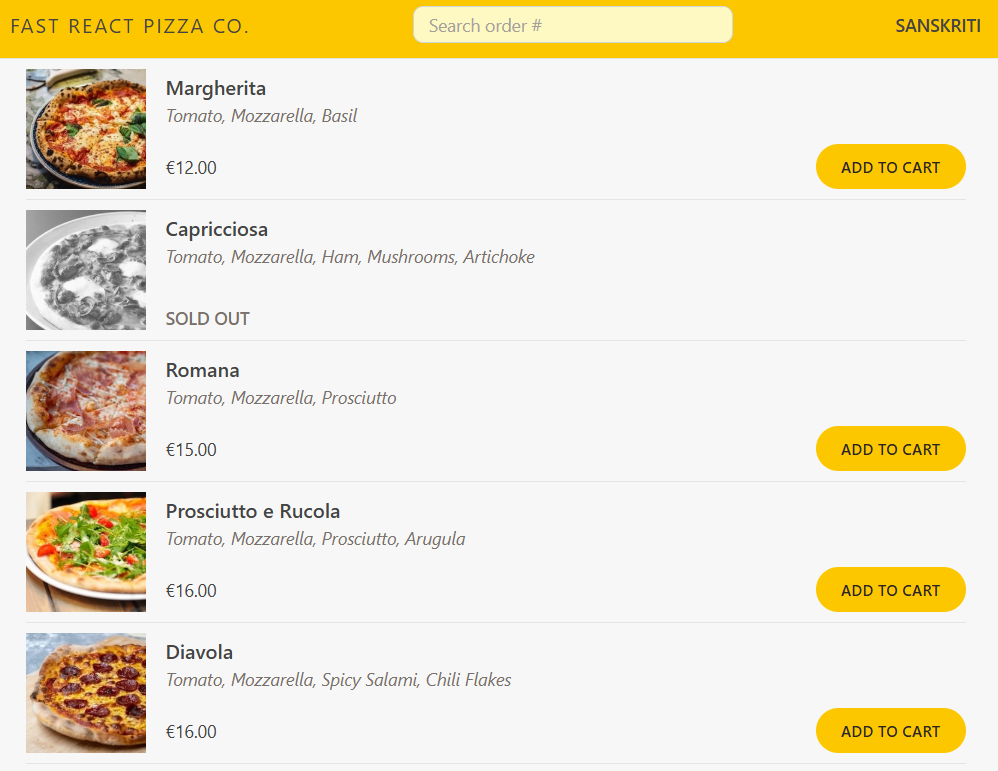 FAST REACT PIZZA CO.
Search order #
SANSKRITI
Margherita
Tomato, Mozzarella, Basil
€12.00
ADD TO CART
Capricciosa
Tomato, Mozzarella, Ham, Mushrooms, Artichoke
SOLD OUT
Romana
Tomato, Mozzarella, Prosciutto
€15.00
ADD TO CART
Prosciutto e Rucola
Tomato, Mozzarella, Prosciutto, Arugula
€16.00
ADD TO CART
Diavola
Tomato, Mozzarella, Spicy Salami, Chili Flakes
€16.00
ADD TO CART